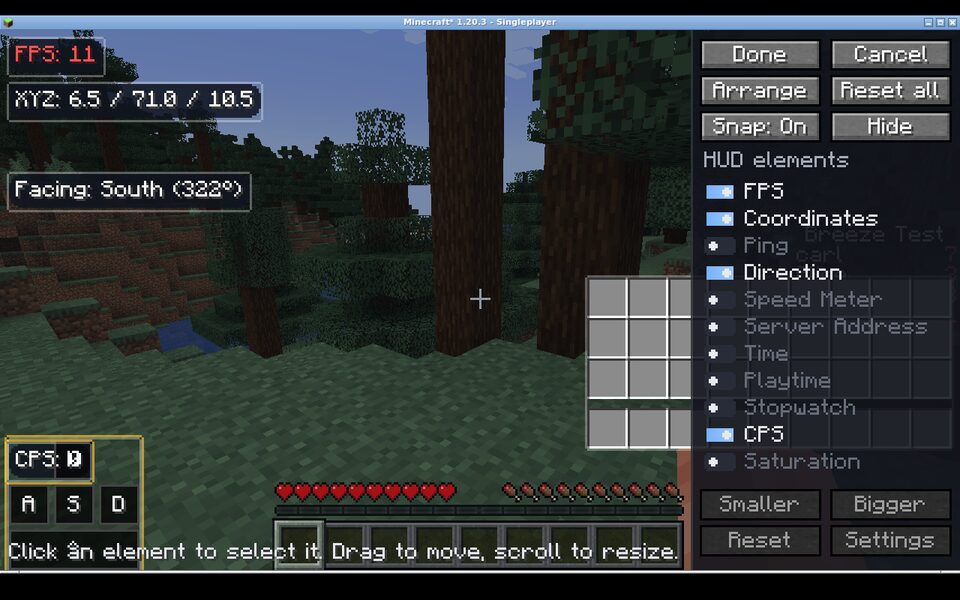 Minecraft* 1.20.3 - Singleplayer
FPS: 11
XYZ: 6.5 / 71.0 / 10.5
Facing: South (322°)
CPS: 0
A S D
Click an element to select it. Drag to move, scroll to resize.
Done Cancel
Arrange Reset all
Snap: On Hide
HUD elements
FPS
Coordinates
Breeze Test
Ping
carl
Direction
Speed Meter
Server Address
Time
Playtime
Stopwatch
CPS
Saturation
Smaller Bigger
Reset Settings